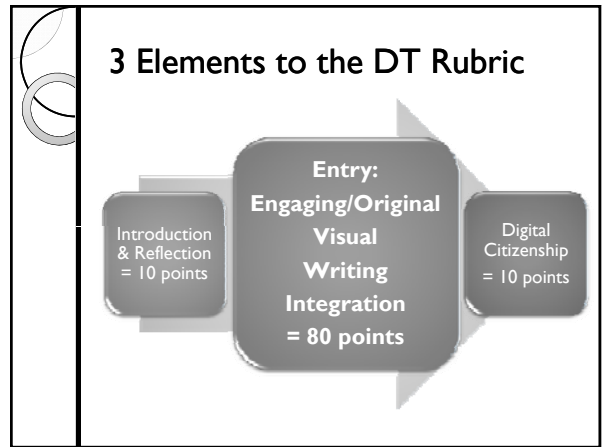 3 Elements to the DT Rubric
Introduction
& Reflection
= 10 points
Entry:
Engaging/Original
Visual
Writing
Integration
= 80 points
Digital
Citizenship
= 10 points